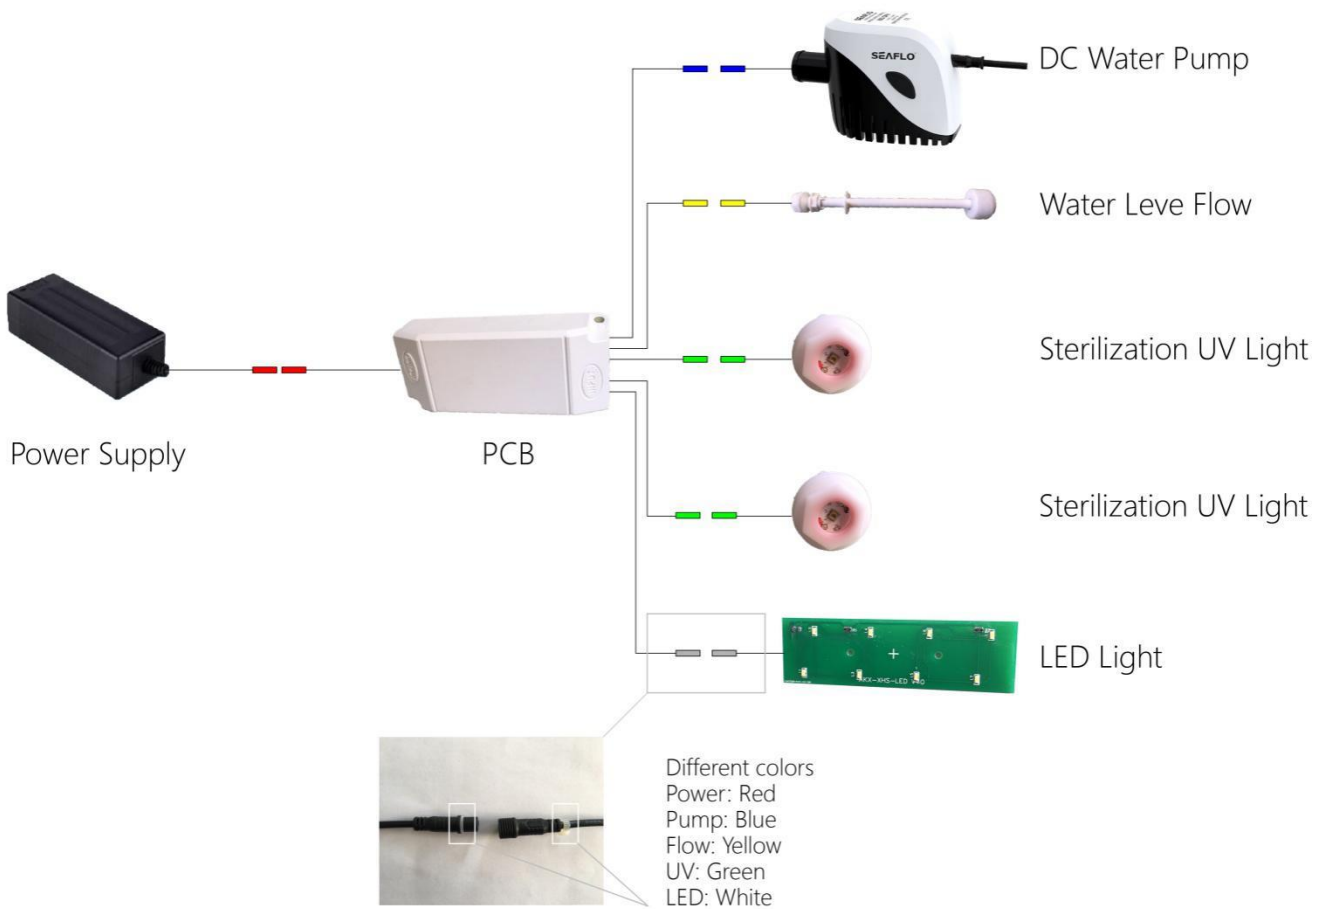 SEAFLO
DC Water Pump
Water Leve Flow
Sterilization UV Light
Power Supply
PCB
Sterilization UV Light
LED Light
Different colors
Power: Red
Pump: Blue
Flow: Yellow
UV: Green
LED: White